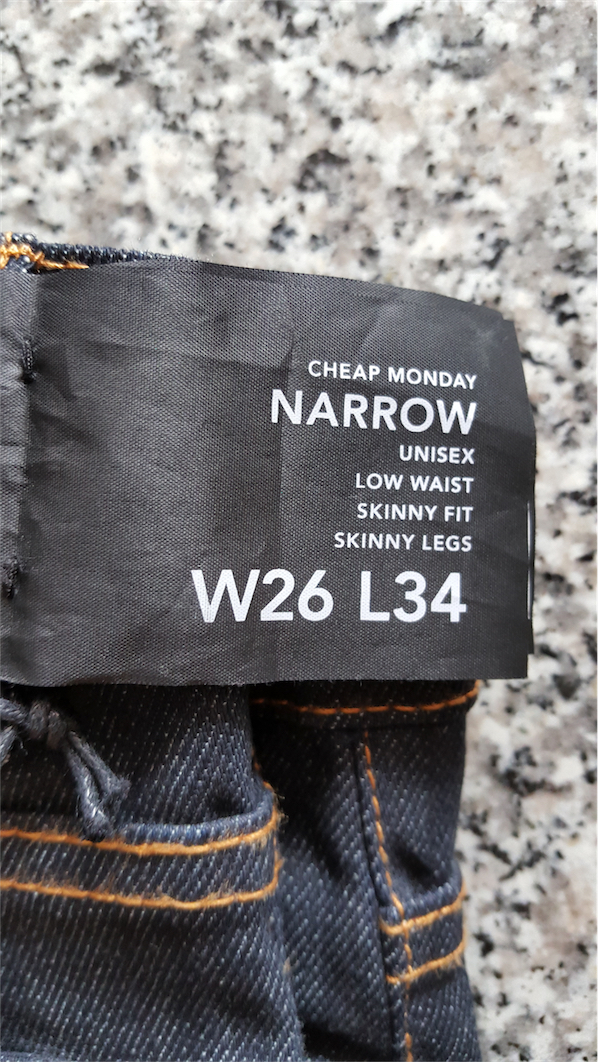 CHEAP MONDAY
NARROW
UNISEX
LOW WAIST
SKINNY FIT
SKINNY LEGS
W26 L34